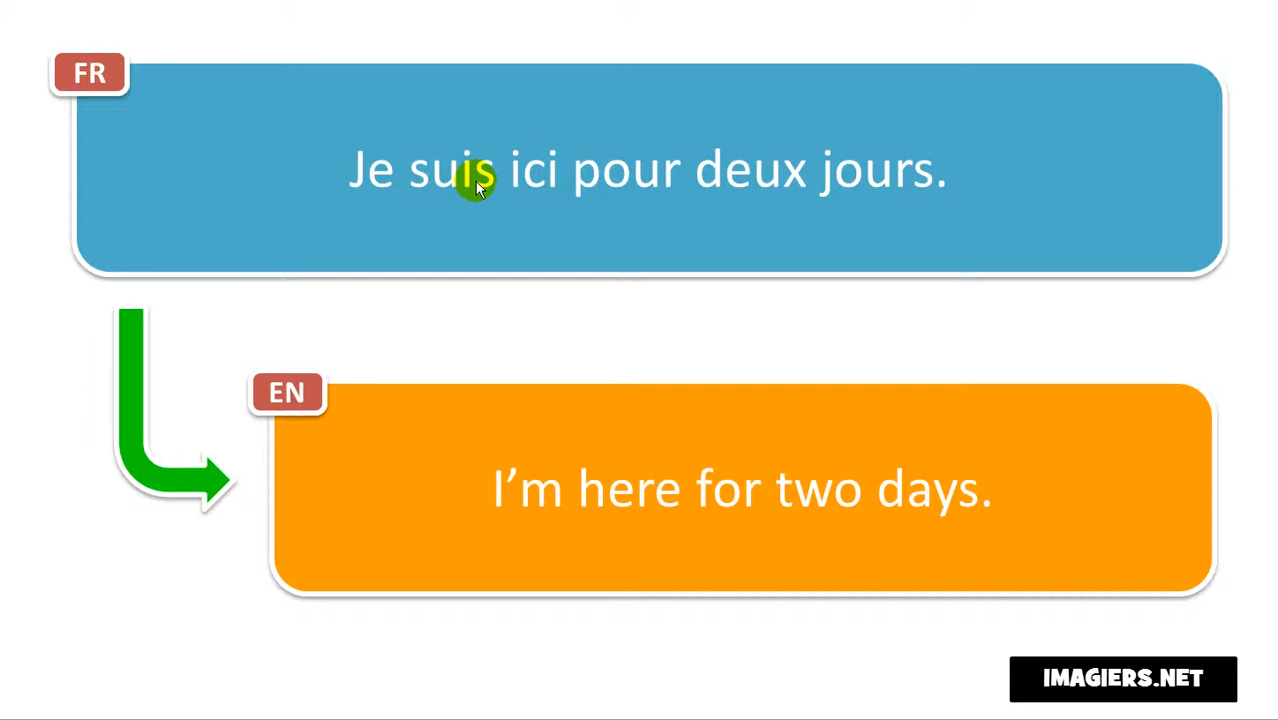 FR
Je suis ici pour deux jours.
EN
I’m here for two days.
IMAGIERS.NET